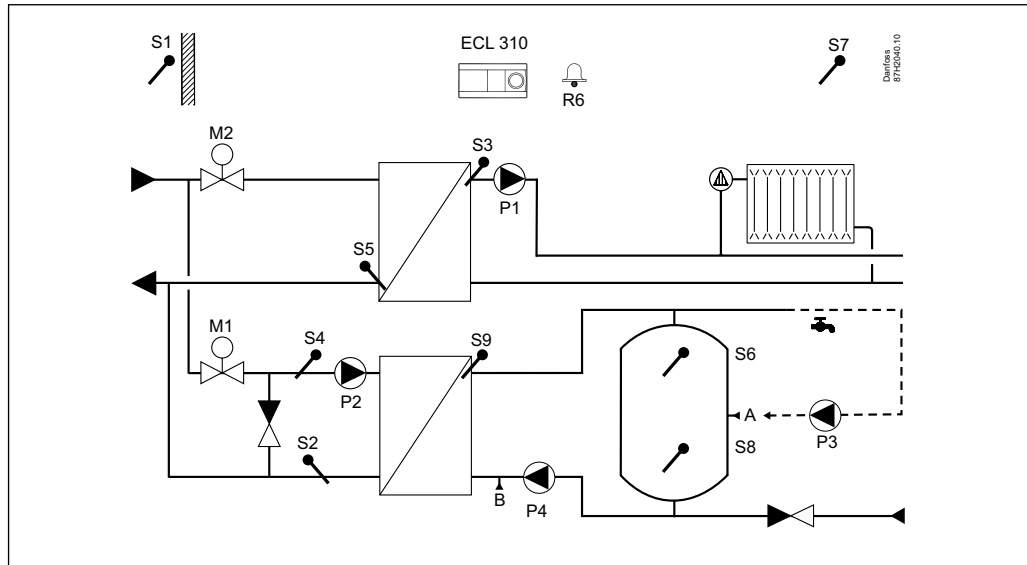 S1
ECL 310
R6
S7
Danfoss
87H2040.10
M2
S3
P1
S5
M1
S4
P2
S9
S6
A
P3
S8
S2
B
P4